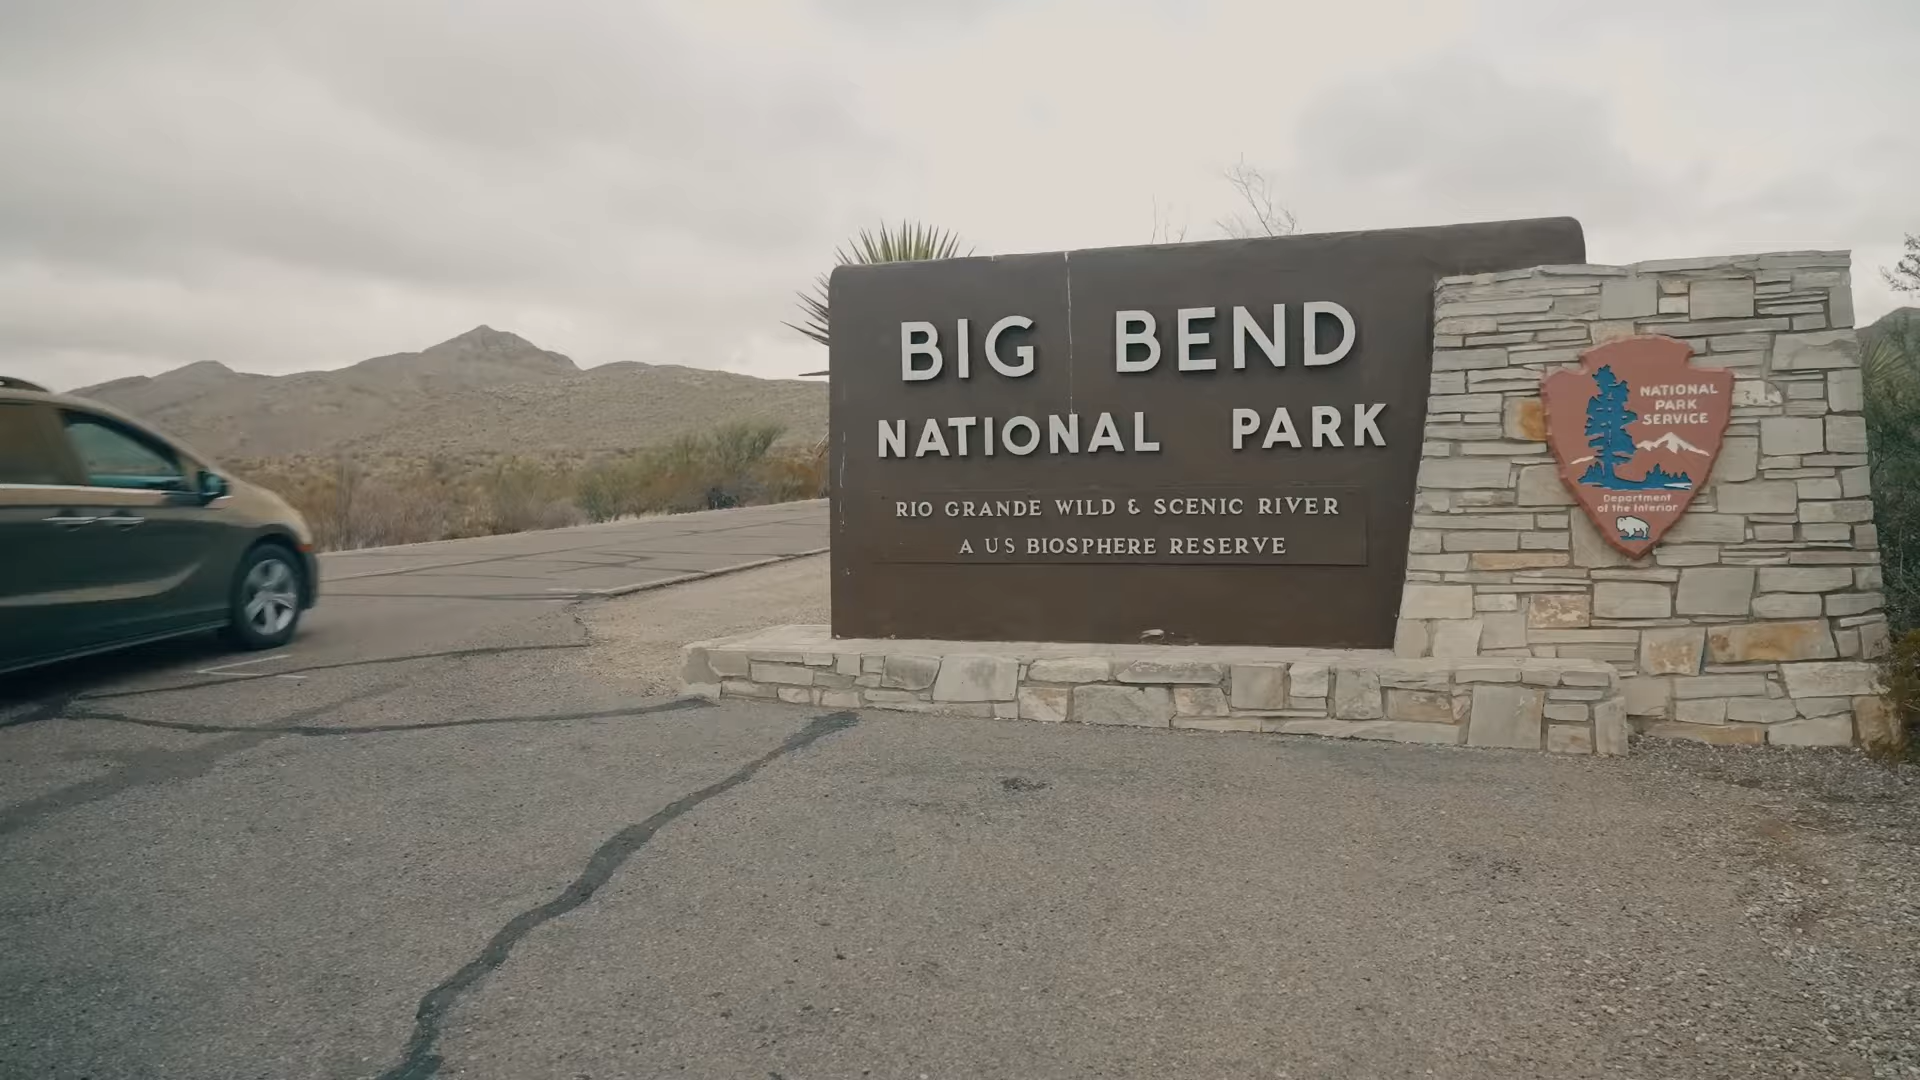 BIG BEND
NATIONAL PARK
RIO GRANDE WILD & SCENIC RIVER
A US BIOSPHERE RESERVE
NATIONAL
PARK
SERVICE
Department
of the Interior